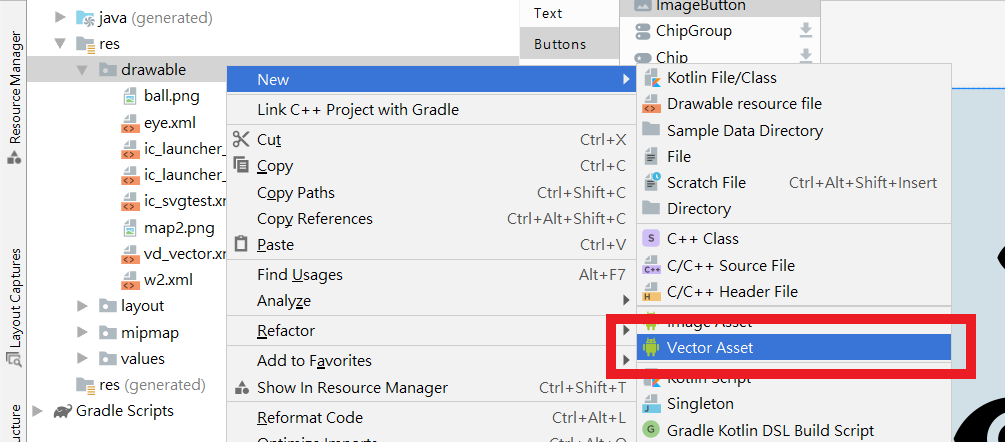 java (generated)
res
drawable
ball.png
eye.xml
ic_launcher_
ic_launcher_
ic_svgtest.xr
map2.png
vd_vector.xr
w2.xml
layout
mipmap
values
res (generated)
Gradle Scripts
Resource Manager
Layout Captures
ucture
Text
Buttons
ImageButton
ChipGroup
Chip
New
Link C++ Project with Gradle
Cut Ctrl+X
Copy Ctrl+C
Copy Paths Ctrl+Shift+C
Copy References Ctrl+Alt+Shift+C
Paste Ctrl+V
Find Usages Alt+F7
Analyze
Refactor
Add to Favorites
Show In Resource Manager Ctrl+Shift+T
Reformat Code Ctrl+Alt+L
Optimize Imports Ctrl+Alt+O
Kotlin File/Class
Drawable resource file
Sample Data Directory
File
Scratch File Ctrl+Alt+Shift+Insert
Directory
C++ Class
C/C++ Source File
C/C++ Header File
Image Asset
Vector Asset
Kotlin Script
Singleton
Gradle Kotlin DSL Build Script